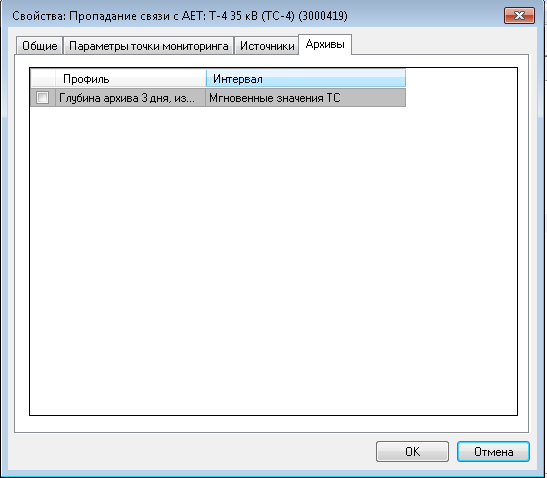 Свойства: Пропадание связи с АЕТ: Т-4 35 кВ (ТС-4) (3000419)
Общие Параметры точки мониторинга Источники Архивы
Профиль Интервал
Глубина архива 3 дня, из... Мгновенные значения ТС
OK Отмена